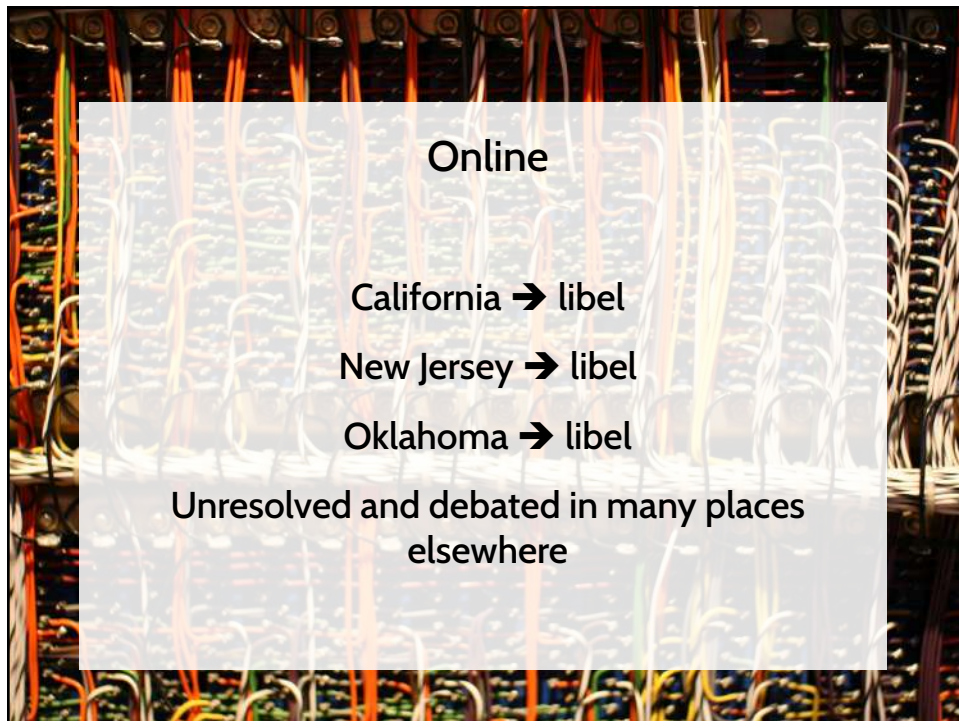 Online
California ➔ libel
New Jersey ➔ libel
Oklahoma ➔ libel
Unresolved and debated in many places
elsewhere